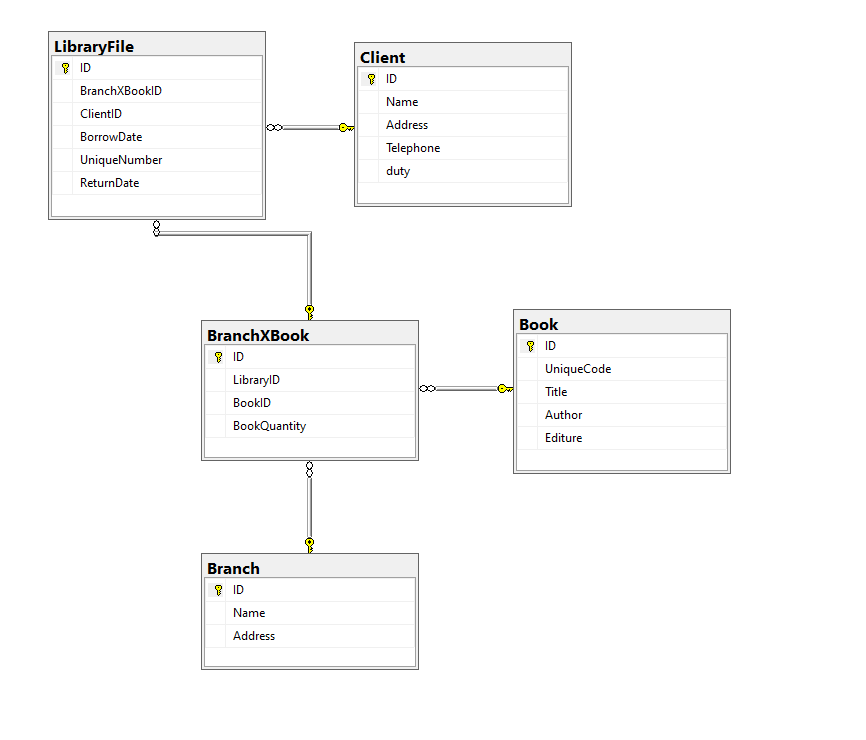 LibraryFile
ID
BranchXBookID
ClientID
BorrowDate
UniqueNumber
ReturnDate
Client
ID
Name
Address
Telephone
duty
BranchXBook
ID
LibraryID
BookID
BookQuantity
Book
ID
UniqueCode
Title
Author
Editure
Branch
ID
Name
Address